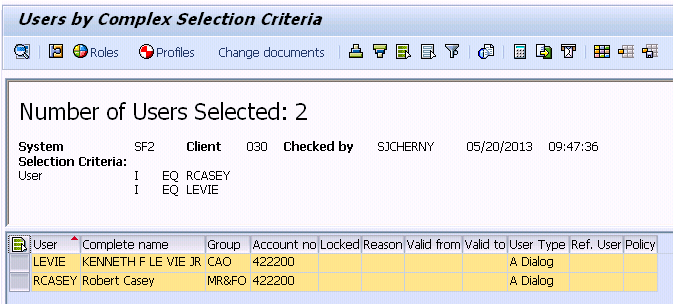 Users by Complex Selection Criteria
Roles Profiles Change documents
Number of Users Selected: 2
System SF2 Client 030 Checked by SJCHERNY 05/20/2013 09:47:36
Selection Criteria:
User I EQ RCASEY
I EQ LEVIE
User Complete name Group Account no Locked Reason Valid from Valid to User Type Ref. User Policy
LEVIE KENNETH F LE VIE JR CAO 422200 A Dialog
RCASEY Robert Casey MR&FO 422200 A Dialog